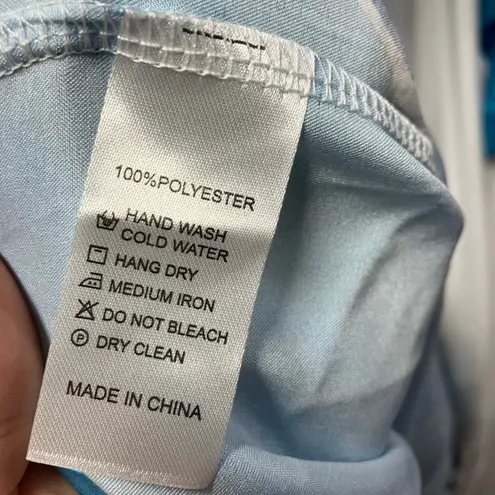 100%POLYESTER
HAND WASH
COLD WATER
HANG DRY
MEDIUM IRON
DO NOT BLEACH
P DRY CLEAN
MADE IN CHINA